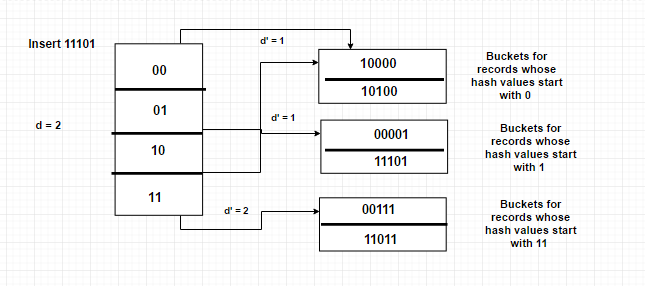 Insert 11101
d' = 1
00
10000
10100
Buckets for
records whose
hash values start
with 0
d = 2
01
d' = 1
00001
11101
Buckets for
records whose
hash values start
with 1
10
11
d' = 2
00111
11011
Buckets for
records whose
hash values start
with 11